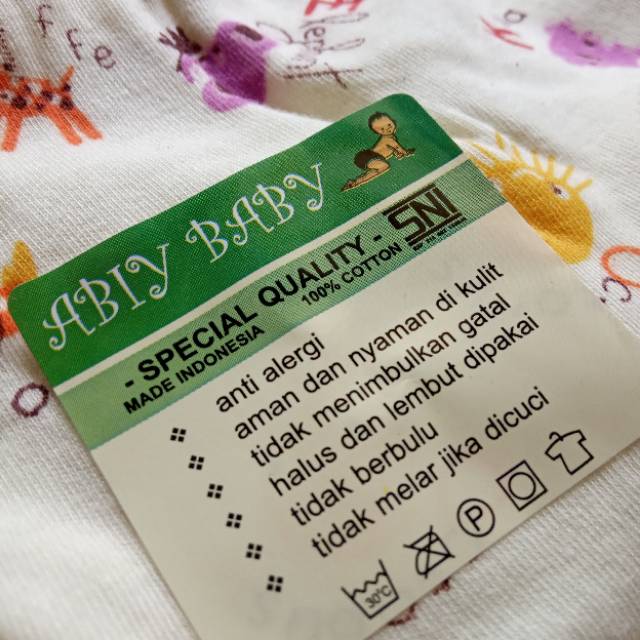 ffe
ABIY BABY
- SPECIAL QUALITY -
MADE INDONESIA 100% COTTON
SNI
anti alergi
aman dan nyaman di kulit
tidak menimbulkan gatal
halus dan lembut dipakai
tidak berbulu
tidak melar jika dicuci
30°C
P